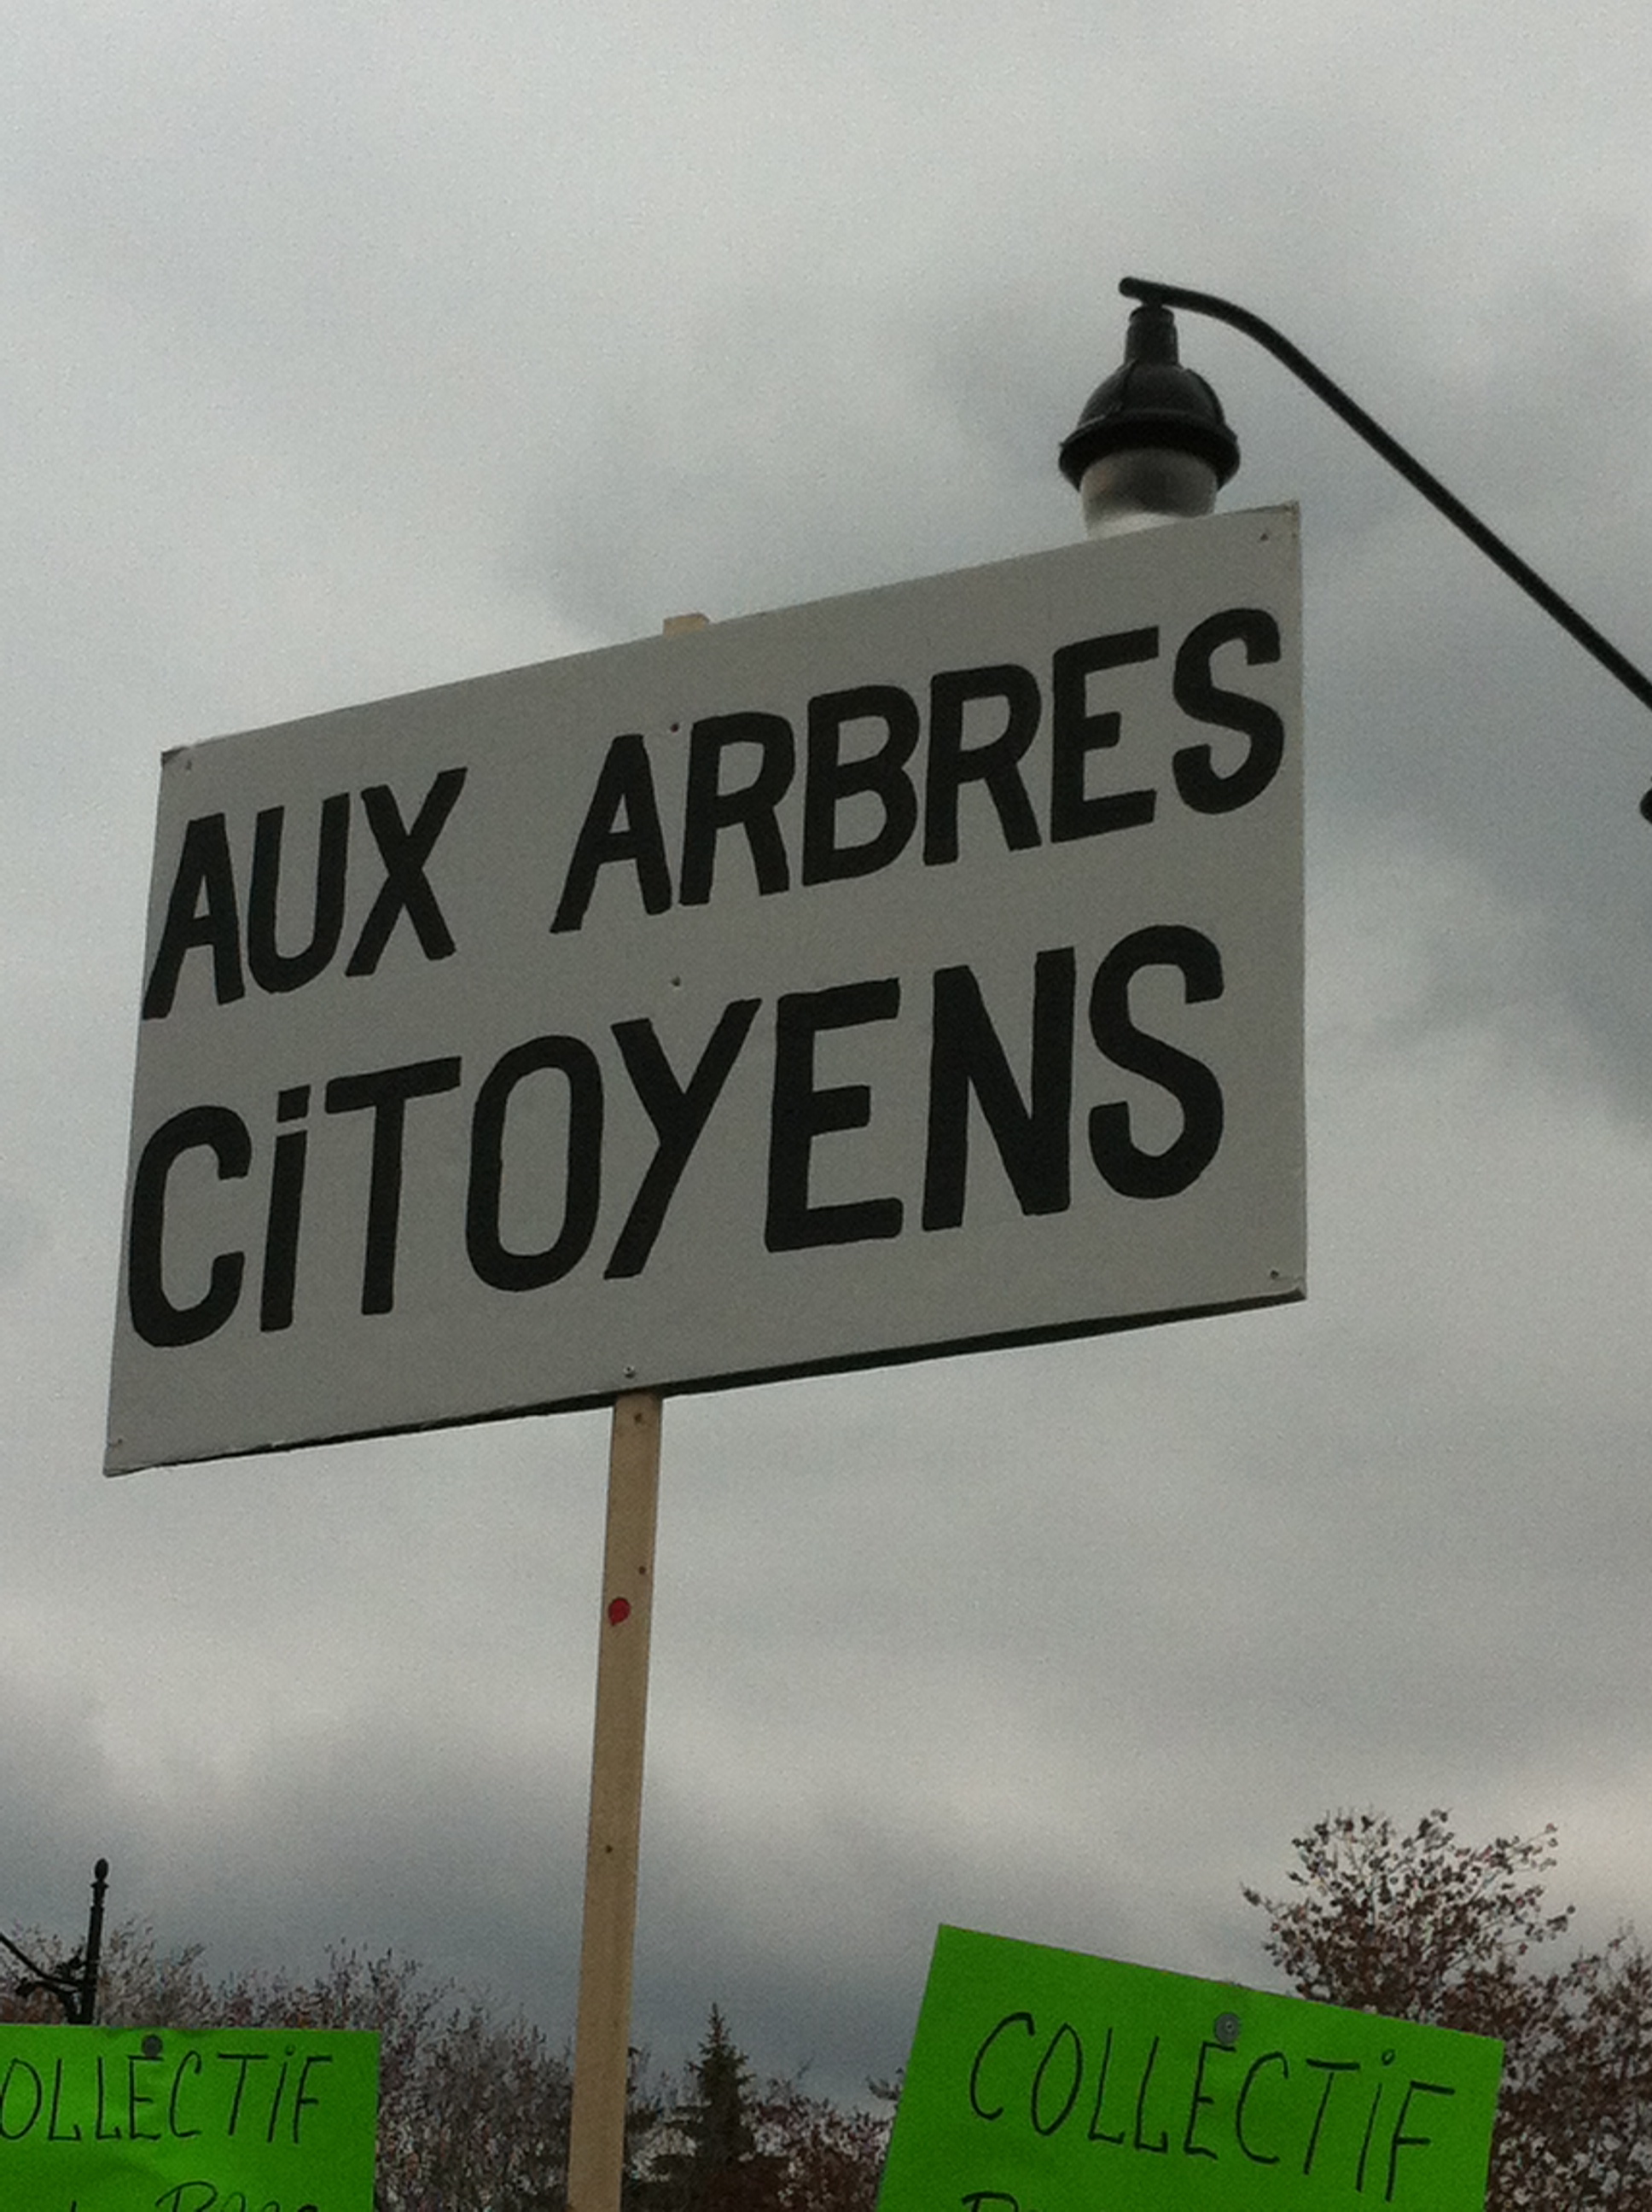 AUX ARBRES
CiTOYENS
OLLECTiF
COLLECTiF